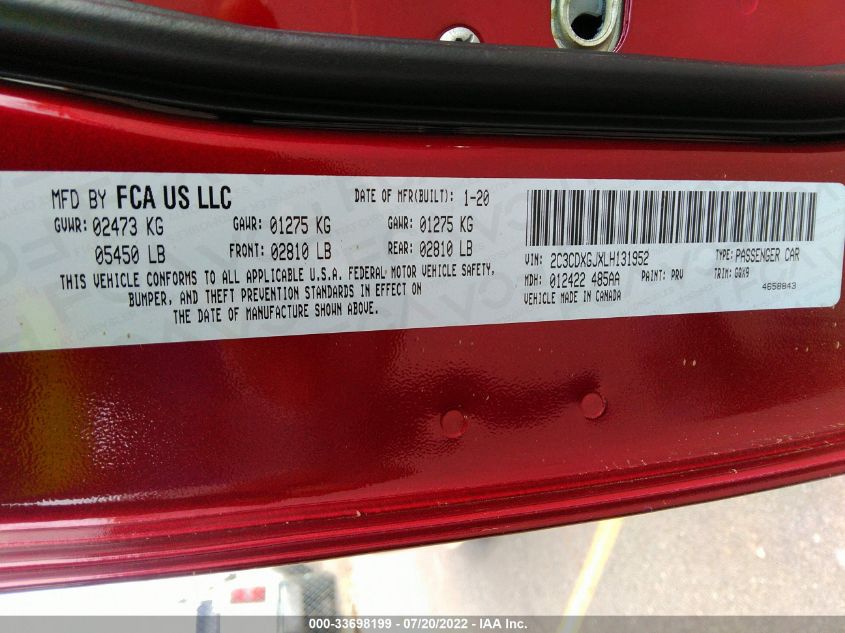 MFD BY FCA US LLC
DATE OF MFR(BUILT): 1-20
GVWR: 02473 KG GAWR: 01275 KG GAWR: 01275 KG
05450 LB FRONT: 02810 LB REAR: 02810 LB
THIS VEHICLE CONFORMS TO ALL APPLICABLE U.S.A. FEDERAL MOTOR VEHICLE SAFETY,
BUMPER, AND THEFT PREVENTION STANDARDS IN EFFECT ON
THE DATE OF MANUFACTURE SHOWN ABOVE.
VIN: 2C3CDXGJXLH131952 TYPE: PASSENGER CAR
MDH: 012422 485AA PAINT: PRV TRIM: GQX9
VEHICLE MADE IN CANADA 4658843
000-33698199 / 07/20/2022 - IAA Inc.